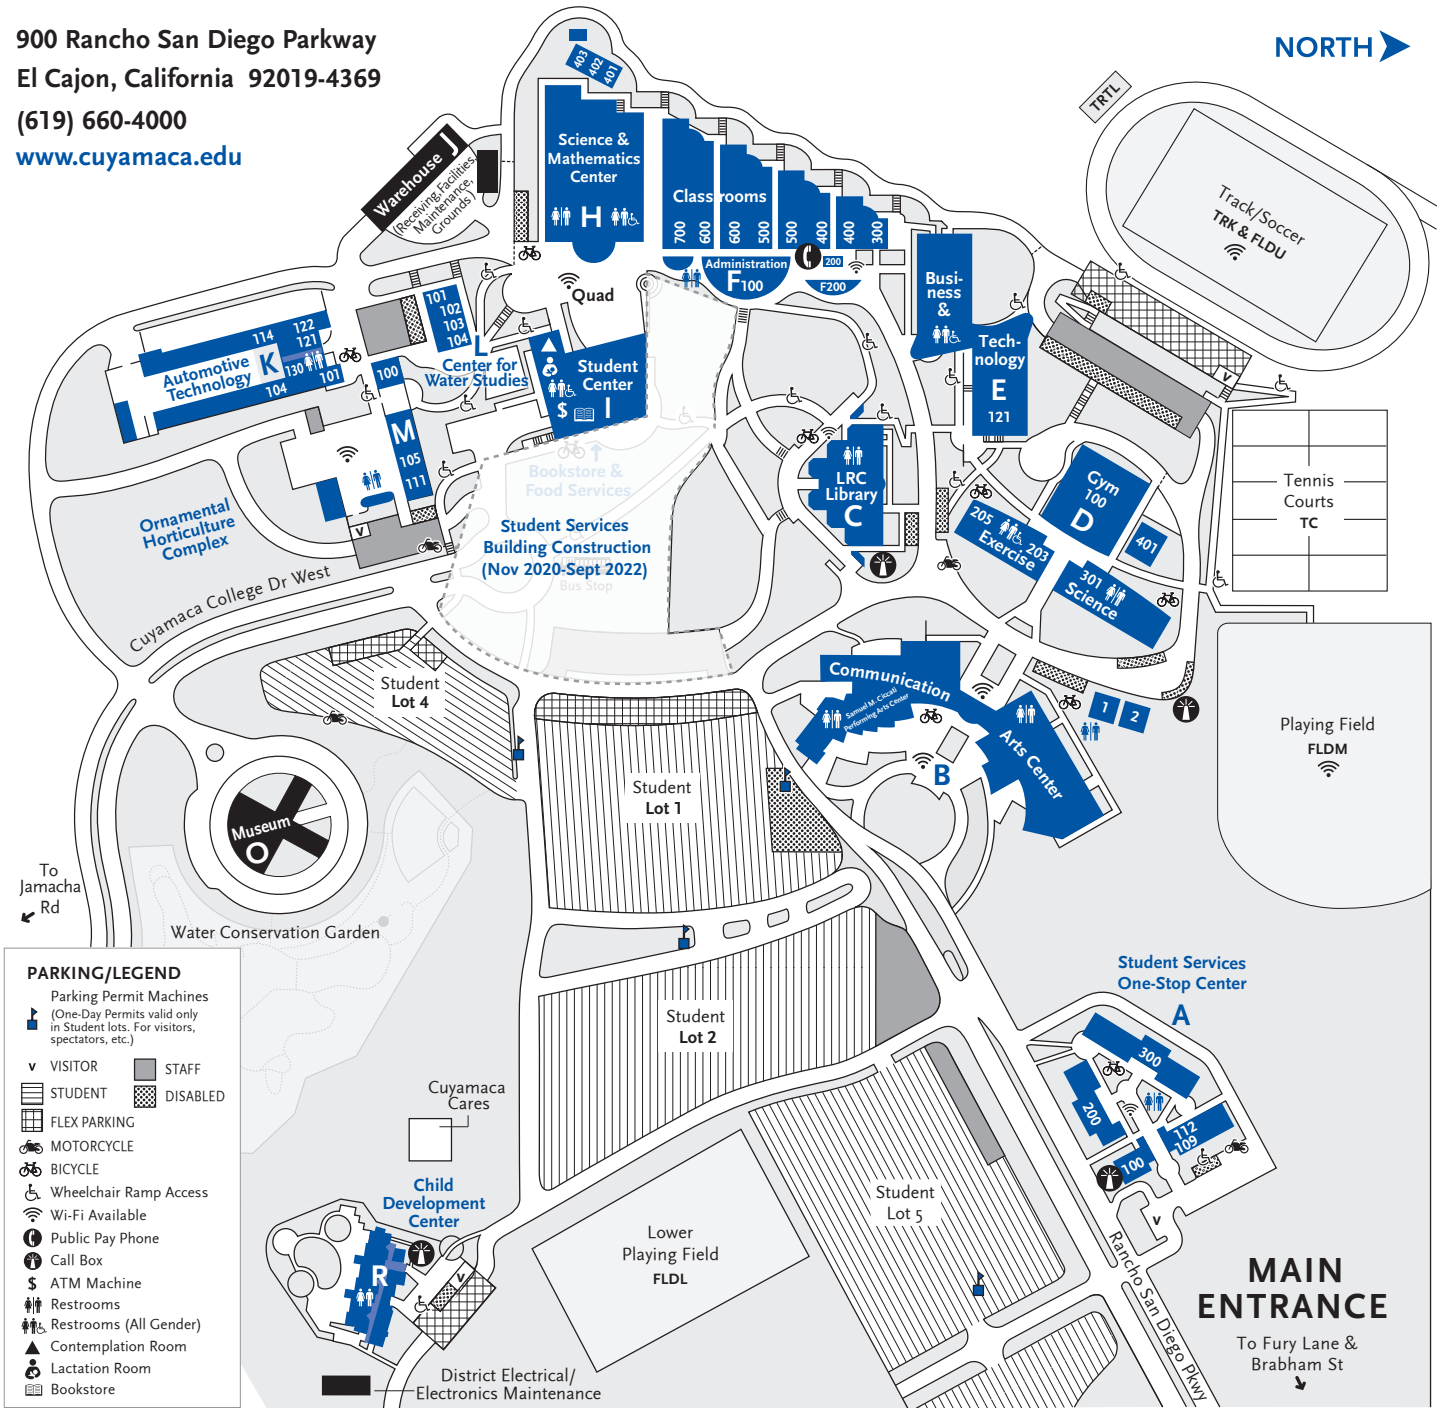 900 Rancho San Diego Parkway
El Cajon, California 92019-4369
(619) 660-4000
www.cuyamaca.edu
NORTH
403
402
401
TRTL
Warehouse J
(Receiving, Facilities,
Maintenance,
Grounds)
Science &
Mathematics
Center
H
Classrooms
700
600
600
500
500
400
400
300
Administration
F100
200
F200
Track/Soccer
TRK & FLDU
Busi-
ness
&
Tech-
nology
E
121
Quad
101
102
103
104
L
Center for
Water Studies
114
122
121
Automotive
Technology
K
130
101
104
100
M
105
111
Student
Center
$
I
Bookstore &
Food Services
Student Services
Building Construction
(Nov 2020-Sept 2022)
Bus Stop
Ornamental
Horticulture
Complex
V
Cuyamaca College Dr West
LRC
Library
C
V
Gym
100
D
401
205
203
Exercise
301
Science
Tennis
Courts
TC
Student
Lot 4
Communication
Samuel M. Ciccati
Performing Arts Center
Arts Center
B
1
2
Playing Field
FLDM
Student
Lot 1
Museum
O
To
Jamacha
Rd
Water Conservation Garden
Student
Lot 2
Student Services
One-Stop Center
A
300
200
112
109
100
V
PARKING/LEGEND
Parking Permit Machines
(One-Day Permits valid only
in Student lots. For visitors,
spectators, etc.)
V VISITOR
STAFF
STUDENT
DISABLED
FLEX PARKING
MOTORCYCLE
BICYCLE
Wheelchair Ramp Access
Wi-Fi Available
Public Pay Phone
Call Box
$ ATM Machine
Restrooms
Restrooms (All Gender)
Contemplation Room
Lactation Room
Bookstore
Cuyamaca
Cares
Child
Development
Center
R
V
Student
Lot 5
Lower
Playing Field
FLDL
Rancho San Diego Pkwy
MAIN
ENTRANCE
To Fury Lane &
Brabham St
District Electrical/
Electronics Maintenance